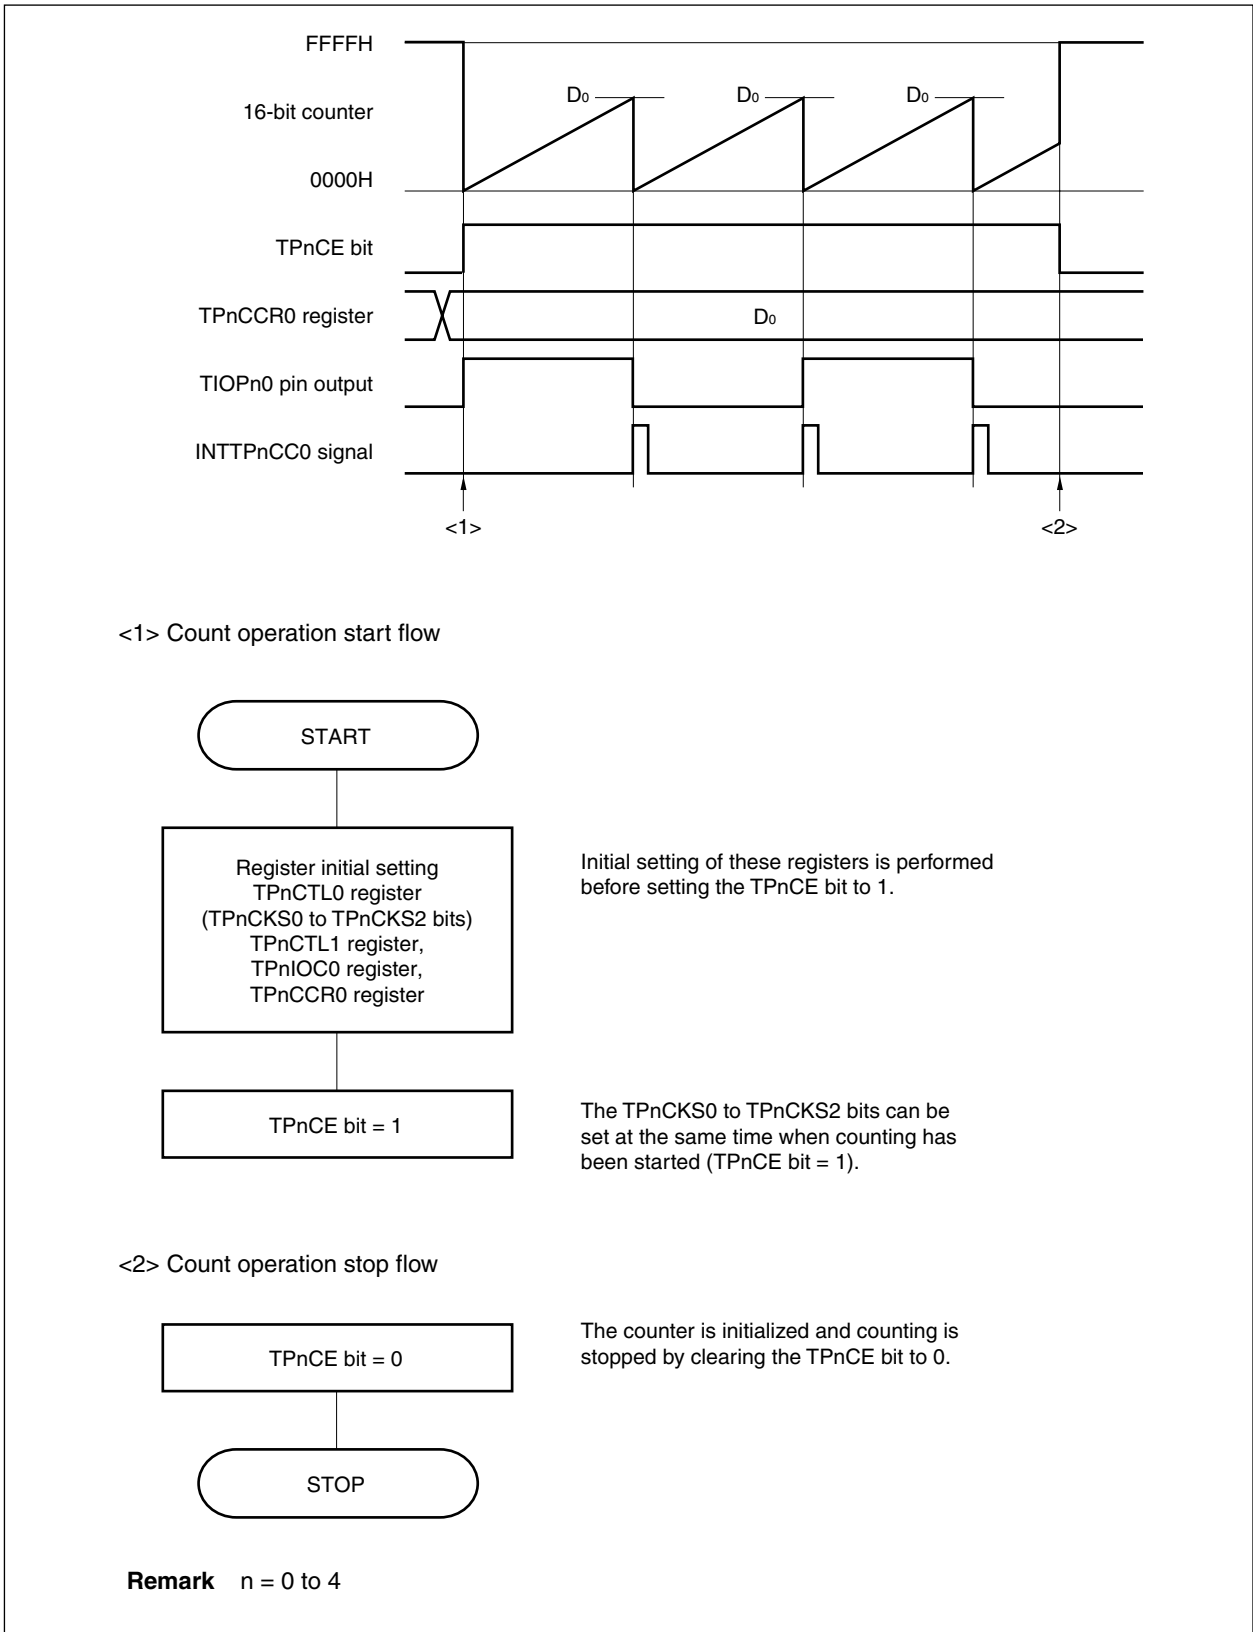 FFFFH
D0 D0 D0
16-bit counter
0000H
TPnCE bit
TPnCCR0 register D0
TIOPn0 pin output
INTTPnCC0 signal
<1> <2>
<1> Count operation start flow
START
Register initial setting
TPnCTL0 register
(TPnCKS0 to TPnCKS2 bits)
TPnCTL1 register,
TPnIOC0 register,
TPnCCR0 register
Initial setting of these registers is performed
before setting the TPnCE bit to 1.
TPnCE bit = 1
The TPnCKS0 to TPnCKS2 bits can be
set at the same time when counting has
been started (TPnCE bit = 1).
<2> Count operation stop flow
TPnCE bit = 0
The counter is initialized and counting is
stopped by clearing the TPnCE bit to 0.
STOP
Remark n = 0 to 4